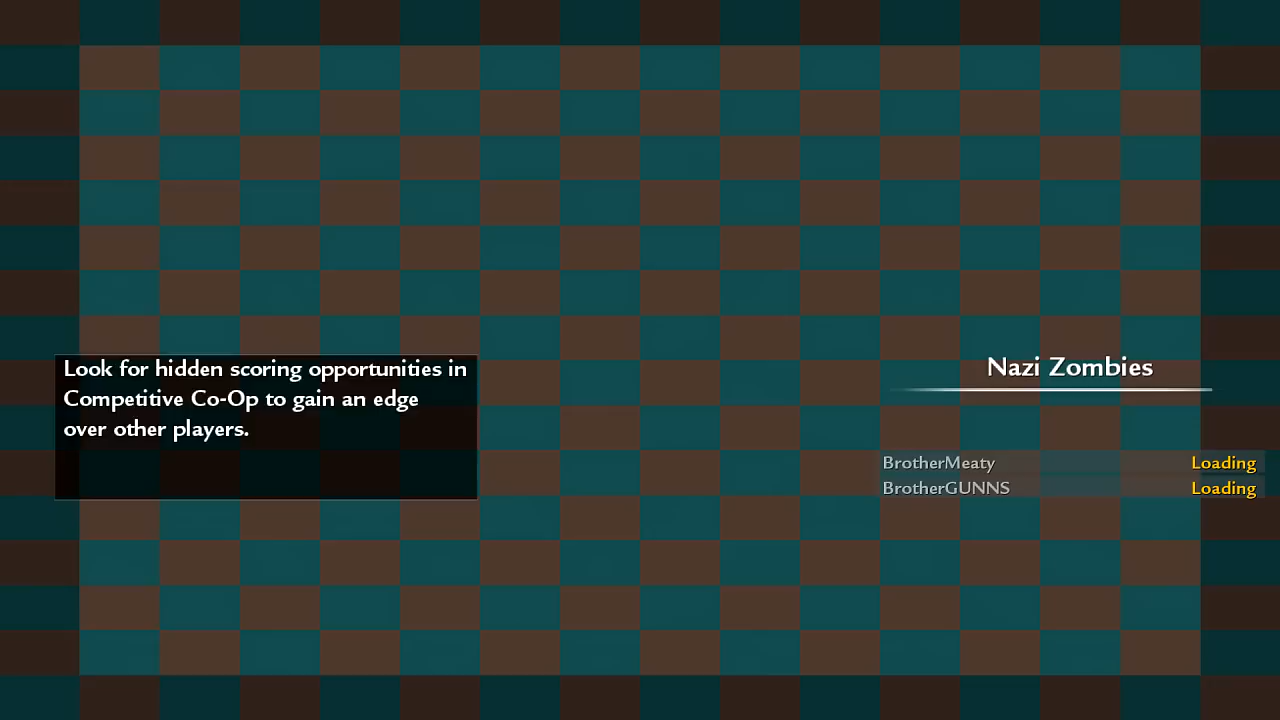 Look for hidden scoring opportunities in
Competitive Co-Op to gain an edge
over other players.
Nazi Zombies
BrotherMeaty Loading
BrotherGUNNS Loading